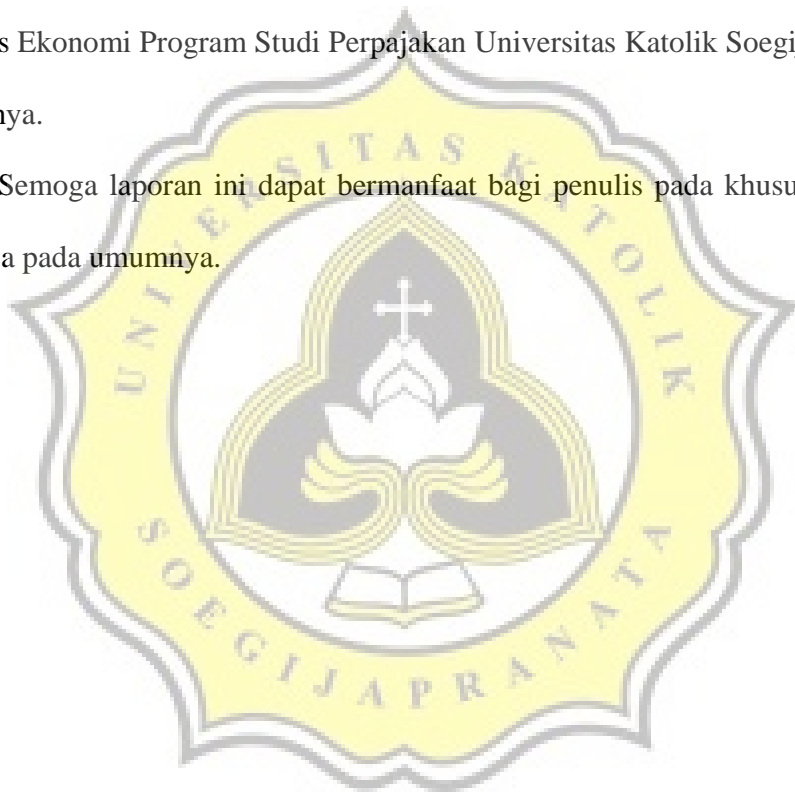 s Ekonomi Program Studi Perpajakan Universitas Katolik Soegij
nya.
Semoga laporan ini dapat bermanfaat bagi penulis pada khusu
a pada umumnya.
UNIVERSITAS KATOLIK
SOEGIJAPRANATA